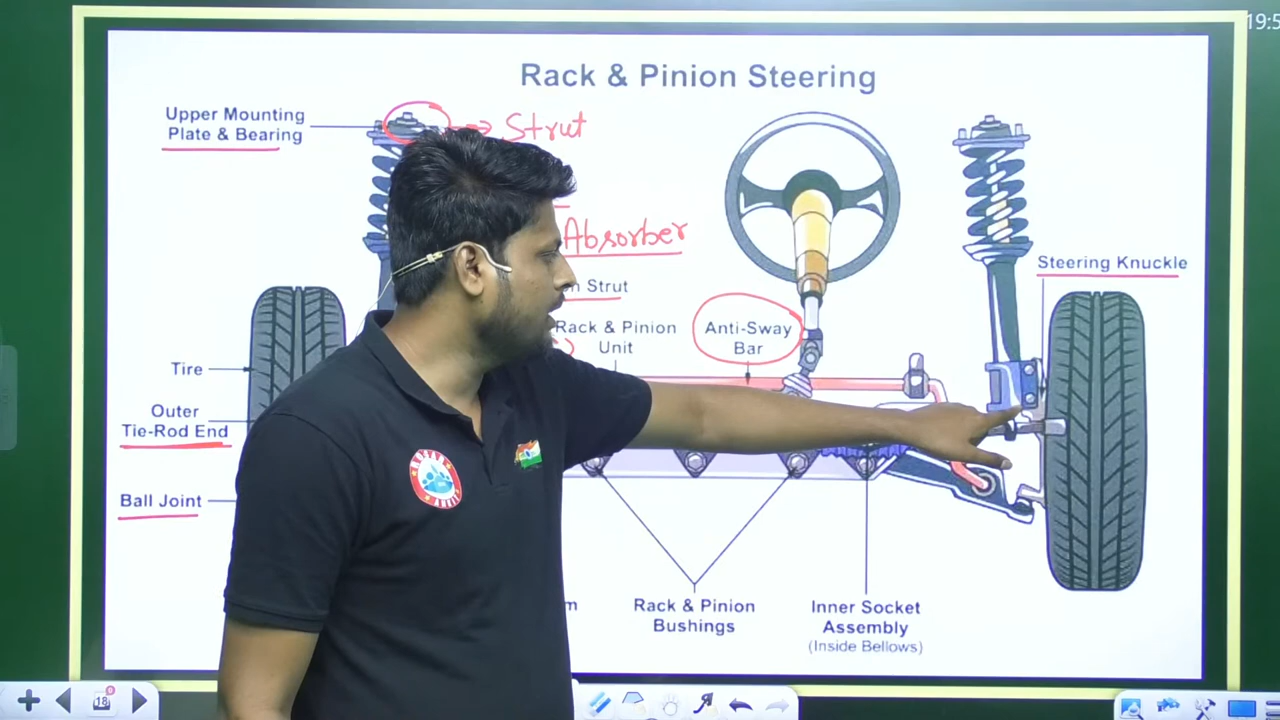 19:5
Rack & Pinion Steering
Upper Mounting
Plate & Bearing
Strut
Absorber
Steering Knuckle
Strut
Rack & Pinion
Unit
Anti-Sway
Bar
Tire
Outer
Tie-Rod End
Ball Joint
Rack & Pinion
Bushings
Inner Socket
Assembly
(Inside Bellows)
18